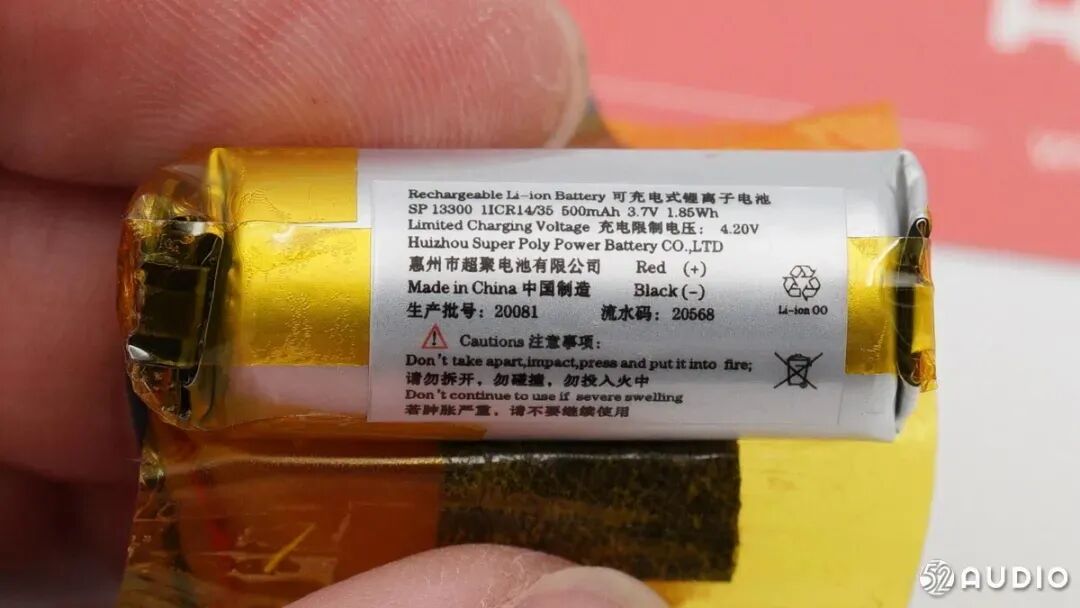 Rechargeable Li-ion Battery 可充电式锂离子电池
SP 13300 1ICR14/35 500mAh 3.7V 1.85Wh
Limited Charging Voltage 充电限制电压: 4.20V
Huizhou Super Poly Power Battery CO.,LTD
惠州市超聚电池有限公司 Red (+)
Made in China 中国制造 Black (-)
生产批号: 20081 流水码: 20568
Li-ion 00
Cautions 注意事项:
Don't take apart,impact,press and put it into fire;
请勿拆开，勿碰撞，勿投入火中
Don't continue to use if severe swelling
若肿胀严重，请不要继续使用
52 AUDIO